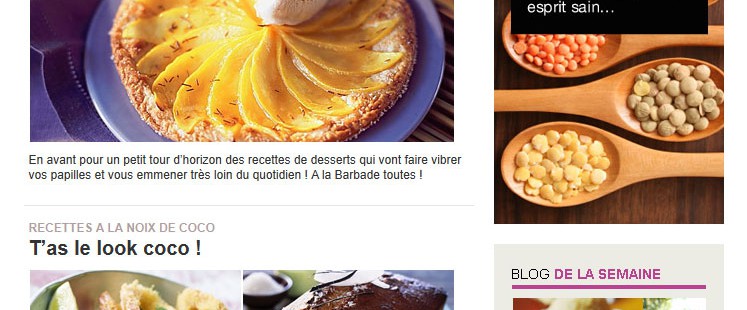 esprit sain...
En avant pour un petit tour d'horizon des recettes de desserts qui vont faire vibrer
vos papilles et vous emmener très loin du quotidien ! A la Barbade toutes !
RECETTES A LA NOIX DE COCO
T'as le look coco !
BLOG DE LA SEMAINE